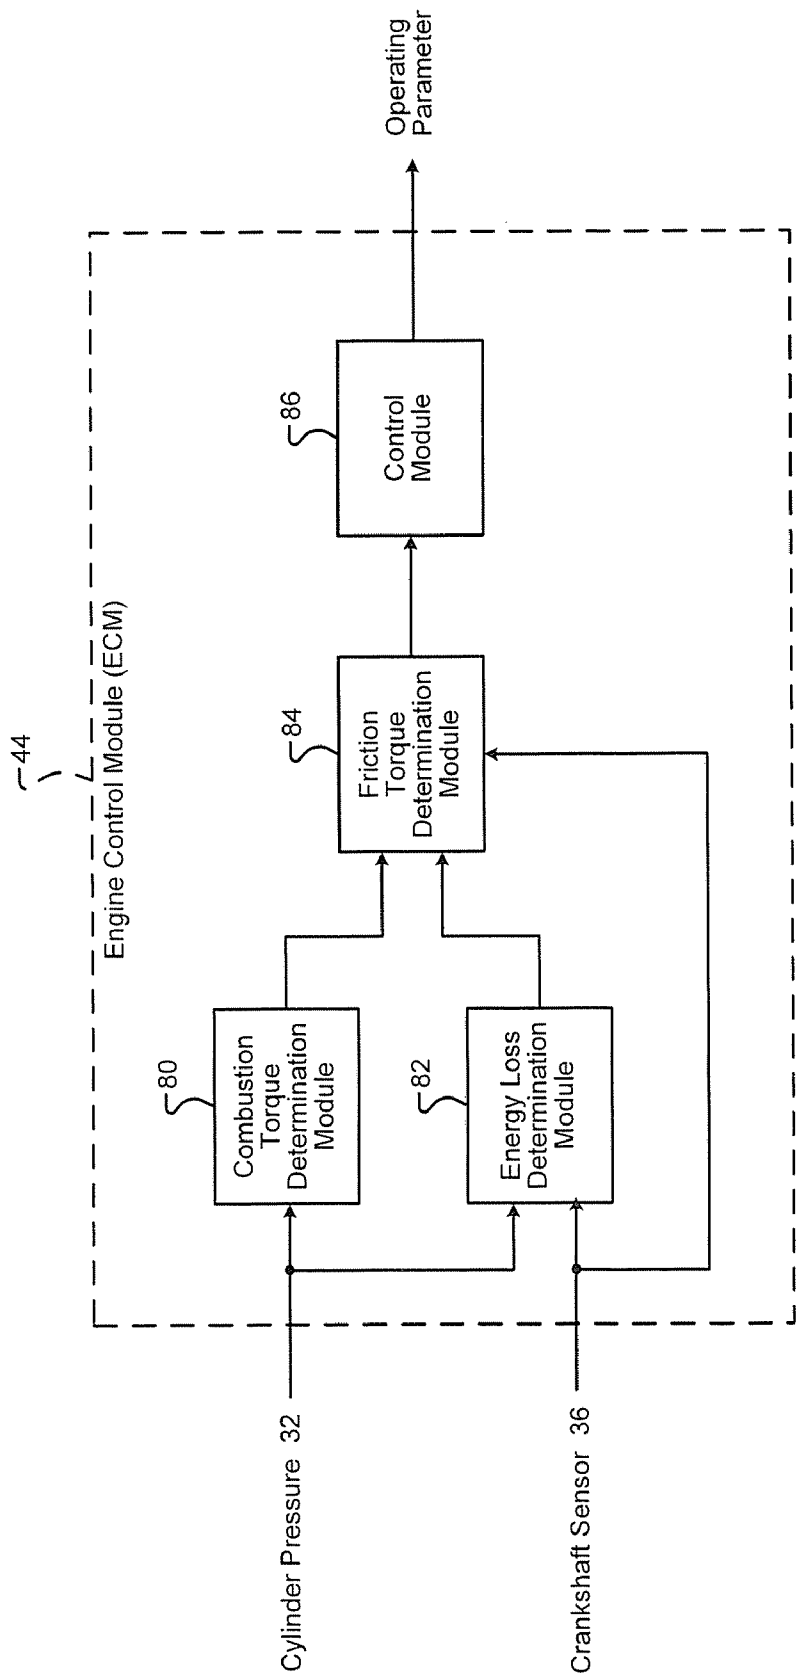 44
Engine Control Module (ECM)
Cylinder Pressure 32
Crankshaft Sensor 36
80
Combustion
Torque
Determination
Module
82
Energy Loss
Determination
Module
84
Friction
Torque
Determination
Module
86
Control
Module
Operating
Parameter